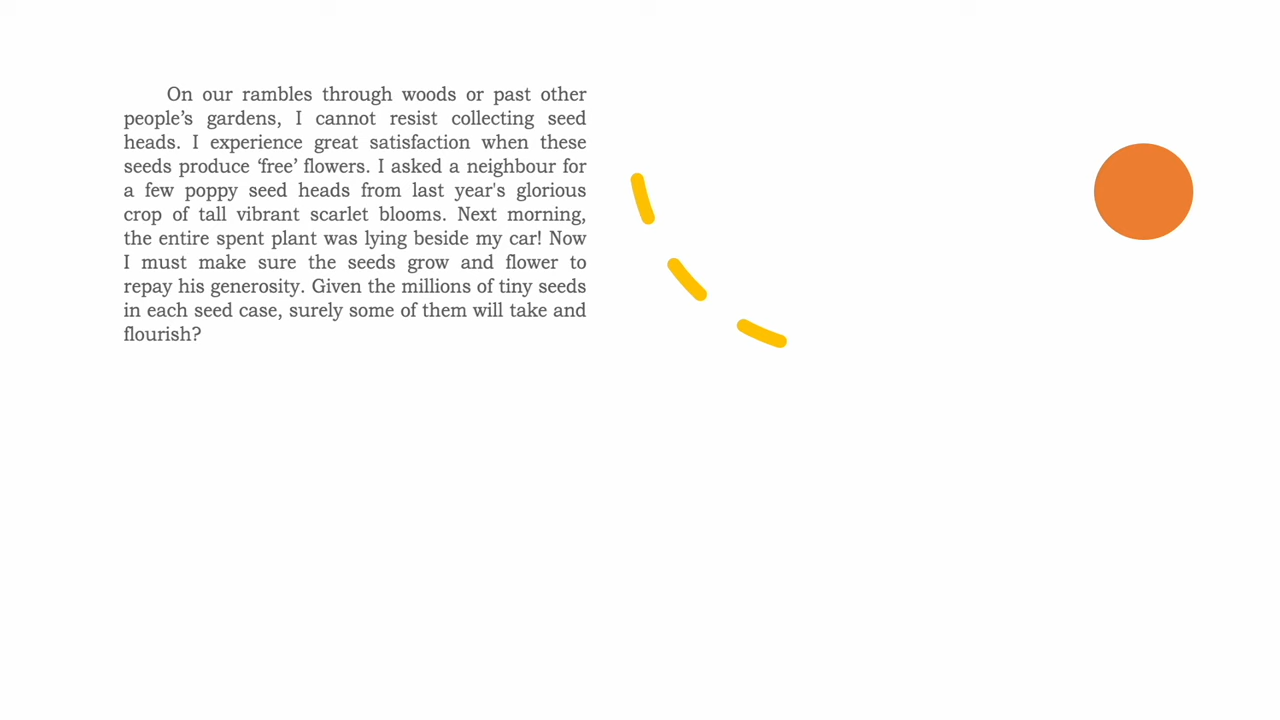 On our rambles through woods or past other
people’s gardens, I cannot resist collecting seed
heads. I experience great satisfaction when these
seeds produce ‘free’ flowers. I asked a neighbour for
a few poppy seed heads from last year's glorious
crop of tall vibrant scarlet blooms. Next morning,
the entire spent plant was lying beside my car! Now
I must make sure the seeds grow and flower to
repay his generosity. Given the millions of tiny seeds
in each seed case, surely some of them will take and
flourish?